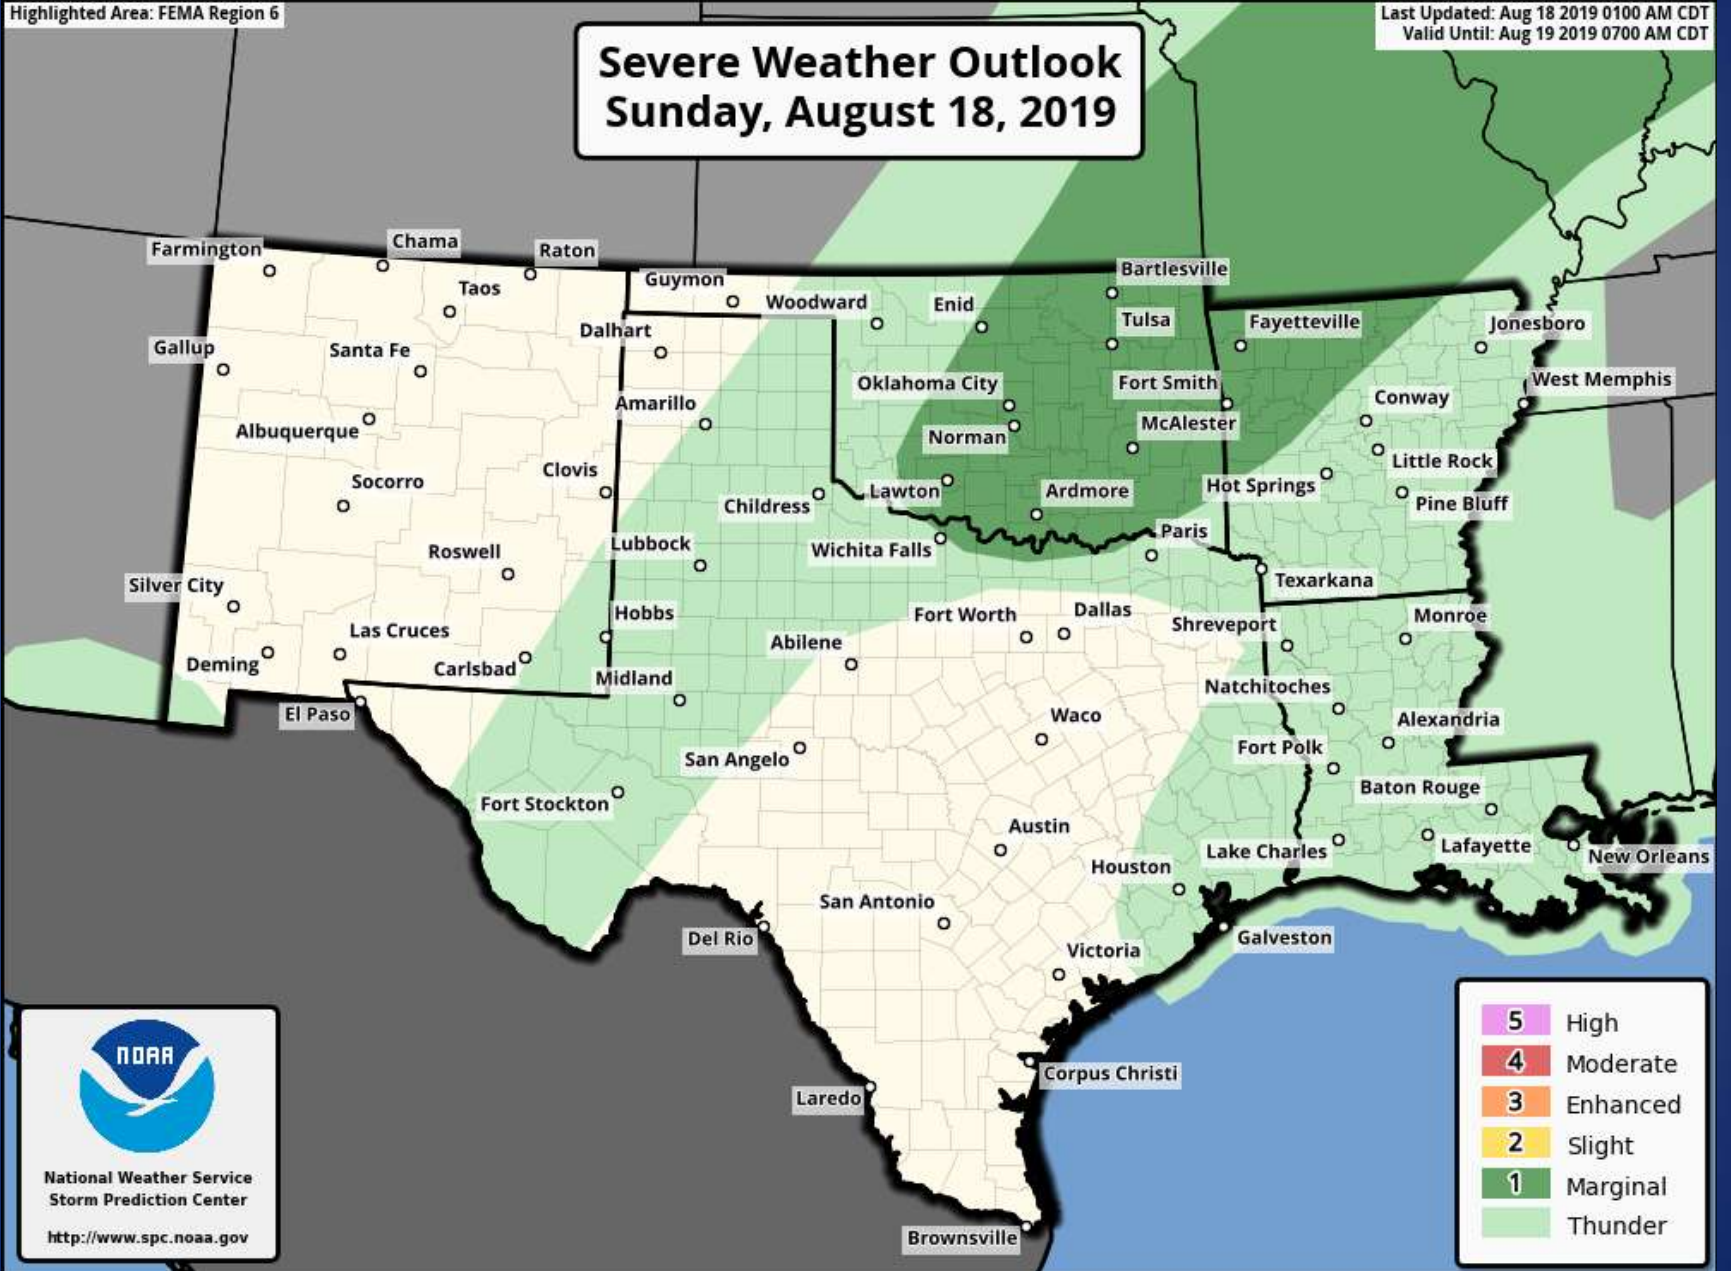 Highlighted Area: FEMA Region 6
Last Updated: Aug 18 2019 0100 AM CDT
Valid Until: Aug 19 2019 0700 AM CDT
Severe Weather Outlook
Sunday, August 18, 2019
Farmington
Chama
Raton
Guymon
Bartlesville
Taos
Woodward
Enid
Tulsa
Fayetteville
Jonesboro
Gallup
Santa Fe
Dalhart
Oklahoma City
Fort Smith
West Memphis
Albuquerque
Amarillo
Norman
McAlester
Conway
Socorro
Clovis
Childress
Lawton
Ardmore
Hot Springs
Little Rock
Pine Bluff
Roswell
Lubbock
Wichita Falls
Paris
Silver City
Texarkana
Las Cruces
Hobbs
Abilene
Fort Worth
Dallas
Shreveport
Monroe
Deming
Carlsbad
Midland
Natchitoches
El Paso
San Angelo
Waco
Fort Polk
Alexandria
Fort Stockton
Austin
Baton Rouge
Houston
Lake Charles
Lafayette
New Orleans
San Antonio
Del Rio
Victoria
Galveston
Laredo
Corpus Christi
Brownsville
NOAA
National Weather Service
Storm Prediction Center
http://www.spc.noaa.gov
5 High
4 Moderate
3 Enhanced
2 Slight
1 Marginal
Thunder